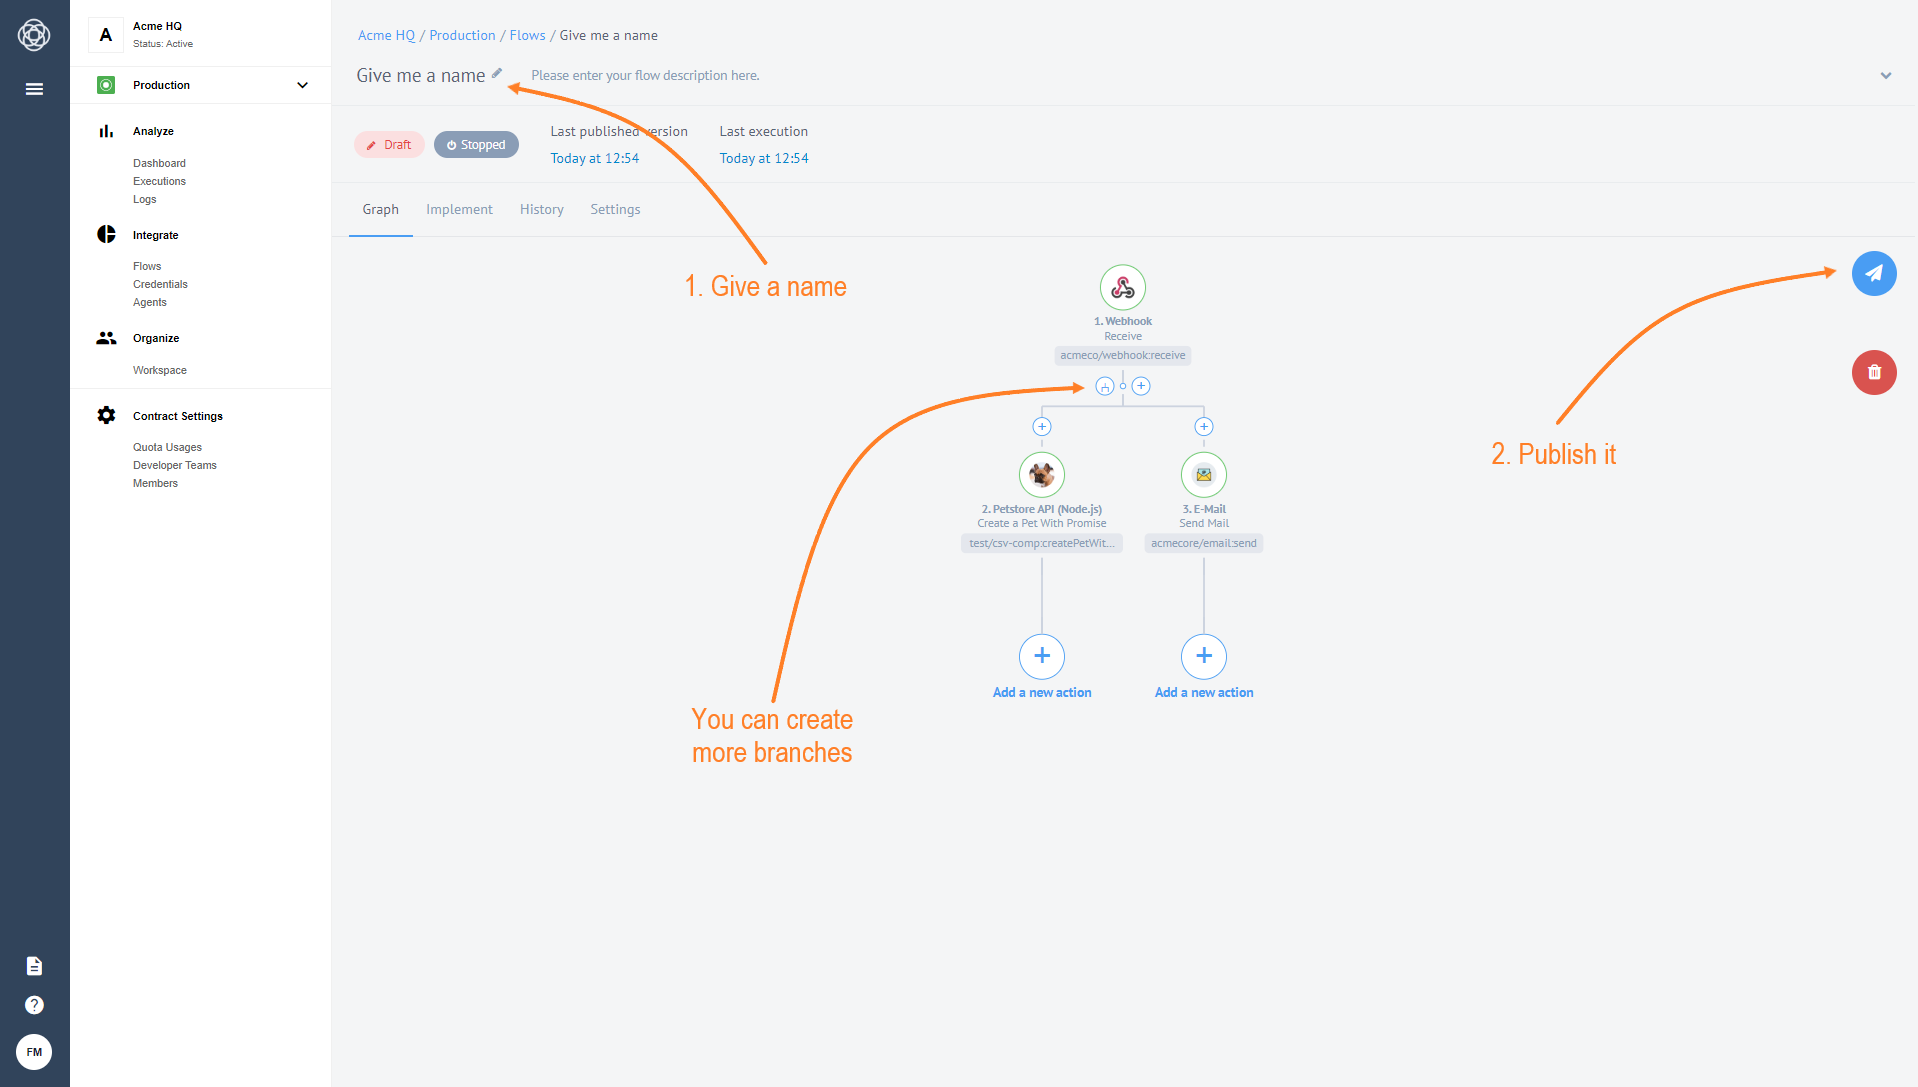 A
Acme HQ
Status: Active
Production
Analyze
Dashboard
Executions
Logs
Integrate
Flows
Credentials
Agents
Organize
Workspace
Contract Settings
Quota Usages
Developer Teams
Members
?
FM
Acme HQ / Production / Flows / Give me a name
Give me a name Please enter your flow description here.
Draft Stopped
Last published version
Today at 12:54
Last execution
Today at 12:54
Graph Implement History Settings
1. Give a name
2. Publish it
You can create
more branches
1. Webhook
Receive
acmeco/webhook:receive
2. Petstore API (Node.js)
Create a Pet With Promise
test/csv-comp:createPetWit...
Add a new action
3. E-Mail
Send Mail
acmecore/email:send
Add a new action